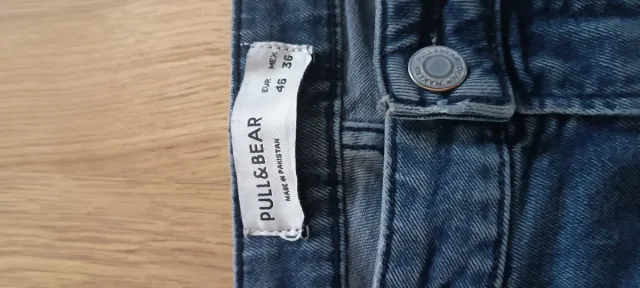 PULL&BEAR
MADE IN PAKISTAN
EUR MEX
46 36